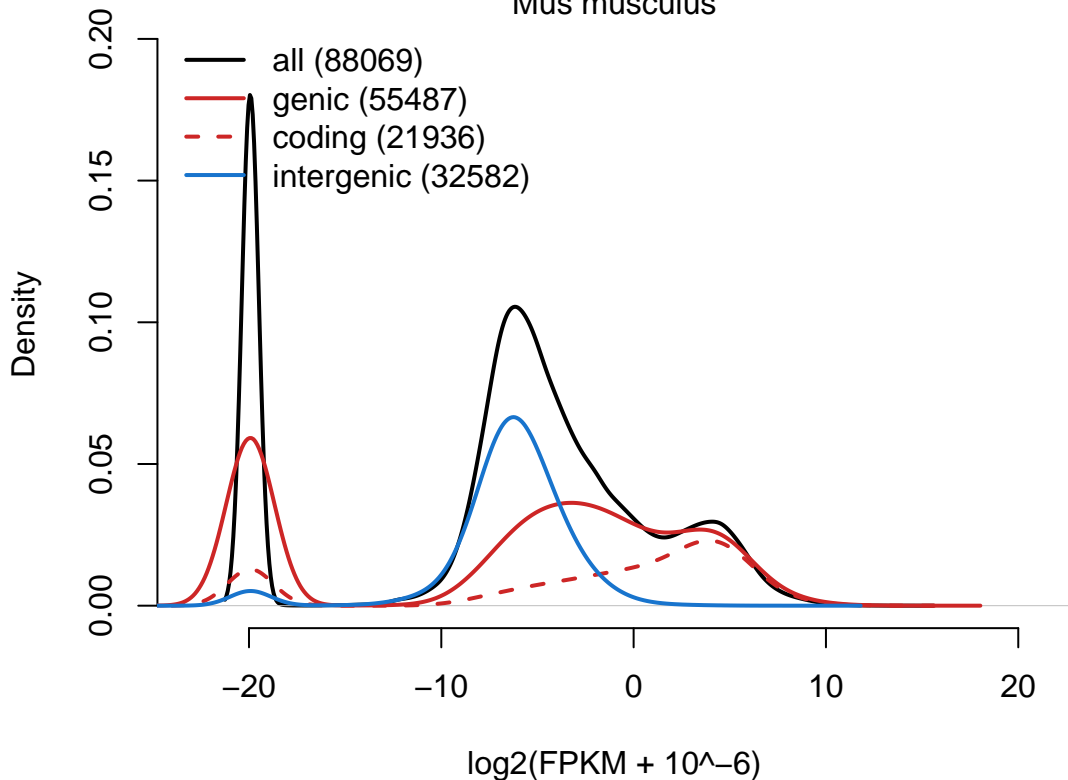 Mus musculus
0.20
0.15
0.10
0.05
0.00
Density
all (88069)
genic (55487)
coding (21936)
intergenic (32582)
−20
−10
0
10
20
log2(FPKM + 10^−6)